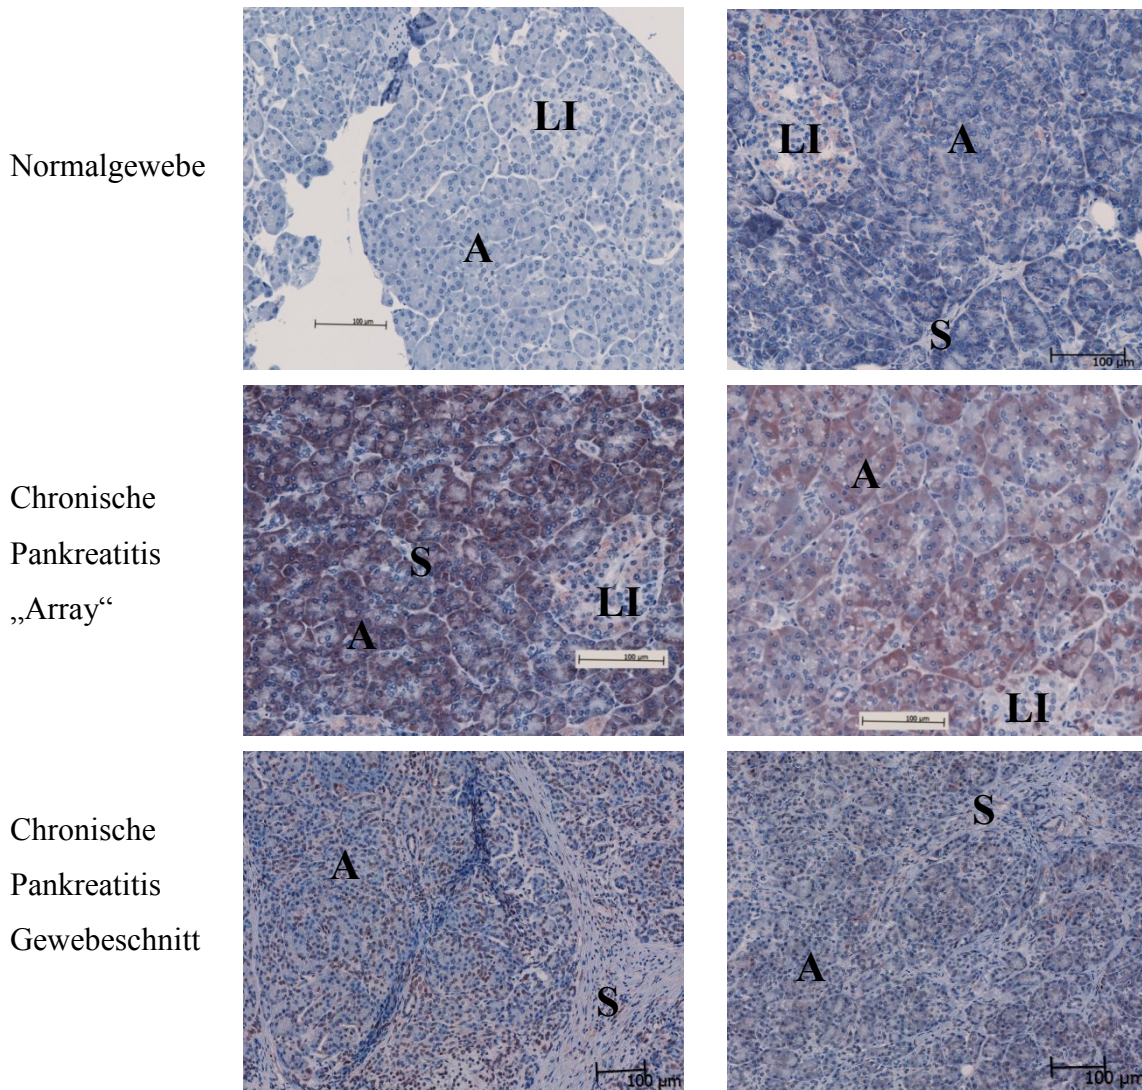 Normalgewebe
LI
A
100 µm
LI
A
S
100 µm
Chronische
Pankreatitis
„Array“
S
LI
A
100 µm
A
LI
100 µm
Chronische
Pankreatitis
Gewebeschnitt
A
S
100 µm
S
A
100 µm